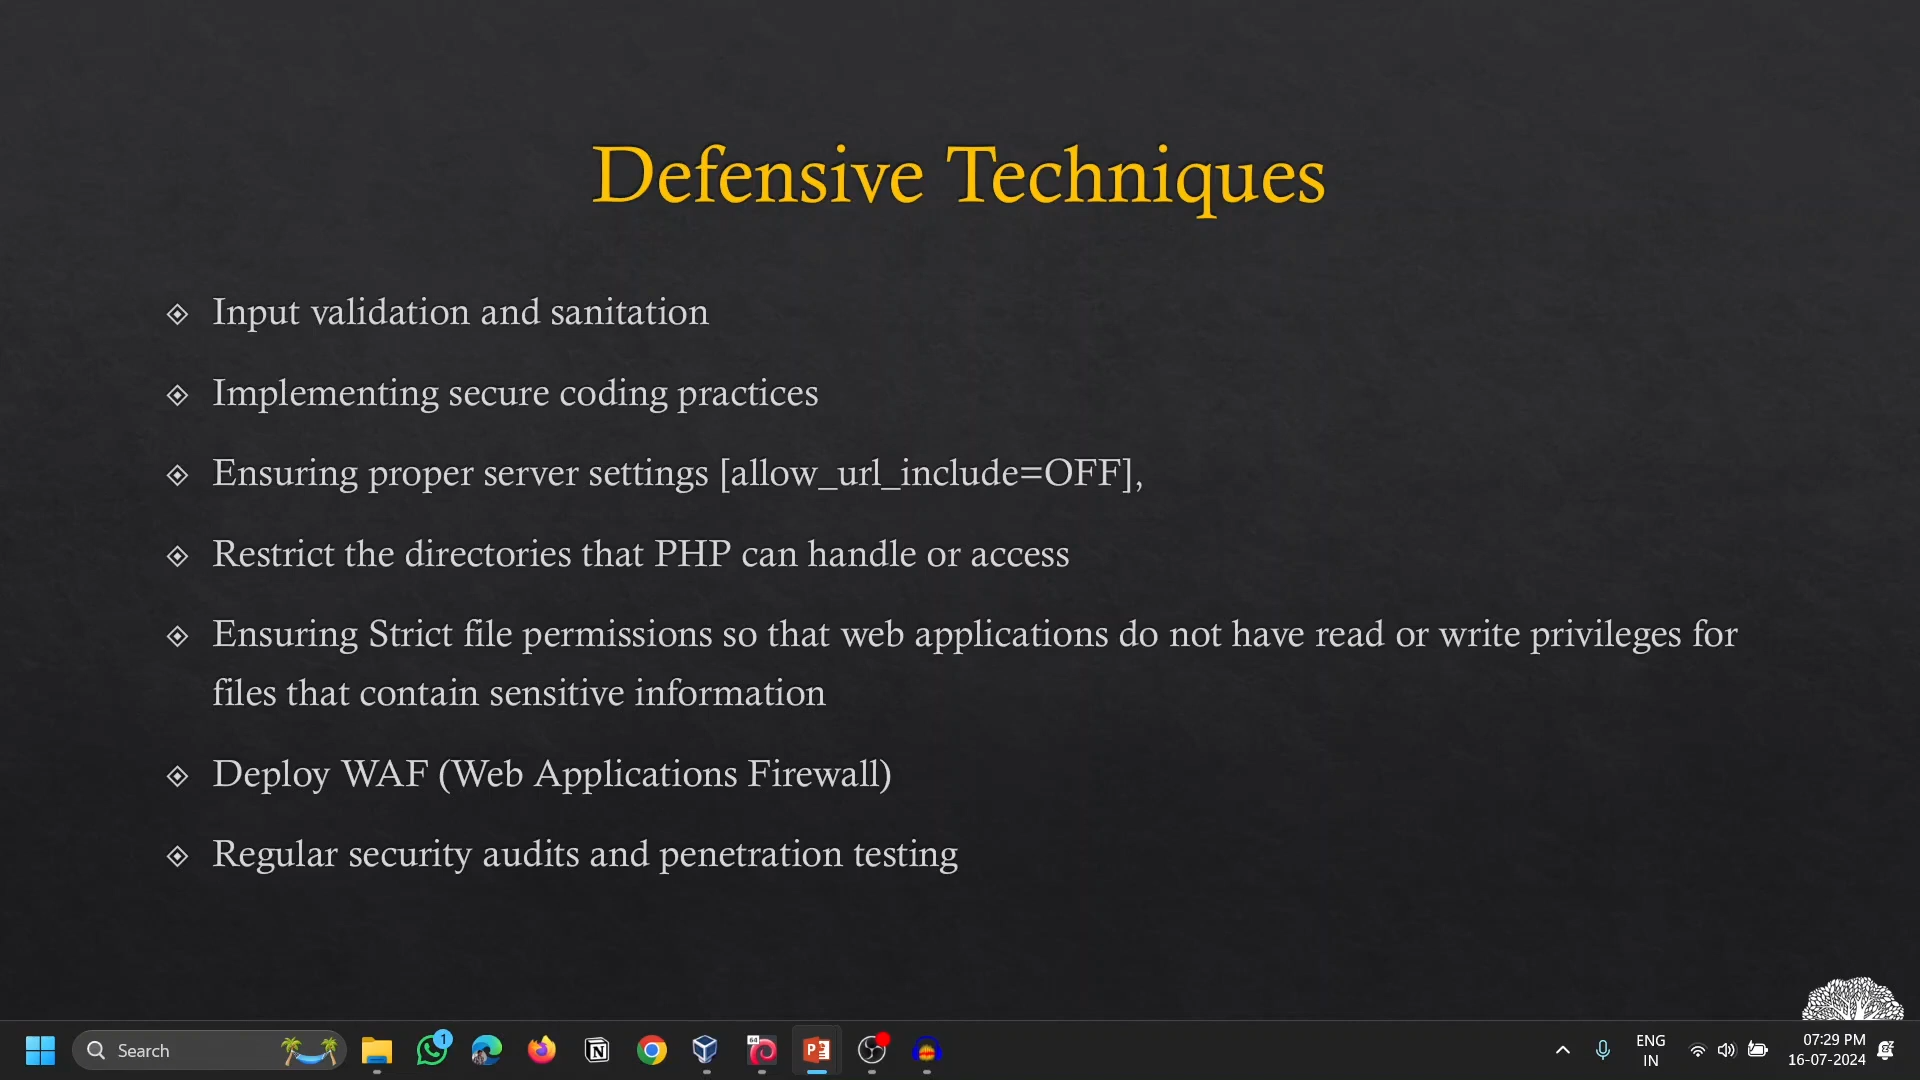 Defensive Techniques
Input validation and sanitation
Implementing secure coding practices
Ensuring proper server settings [allow_url_include=OFF],
Restrict the directories that PHP can handle or access
Ensuring Strict file permissions so that web applications do not have read or write privileges for
files that contain sensitive information
Deploy WAF (Web Applications Firewall)
Regular security audits and penetration testing
Search
1
64
ENG
IN
07:29 PM
16-07-2024